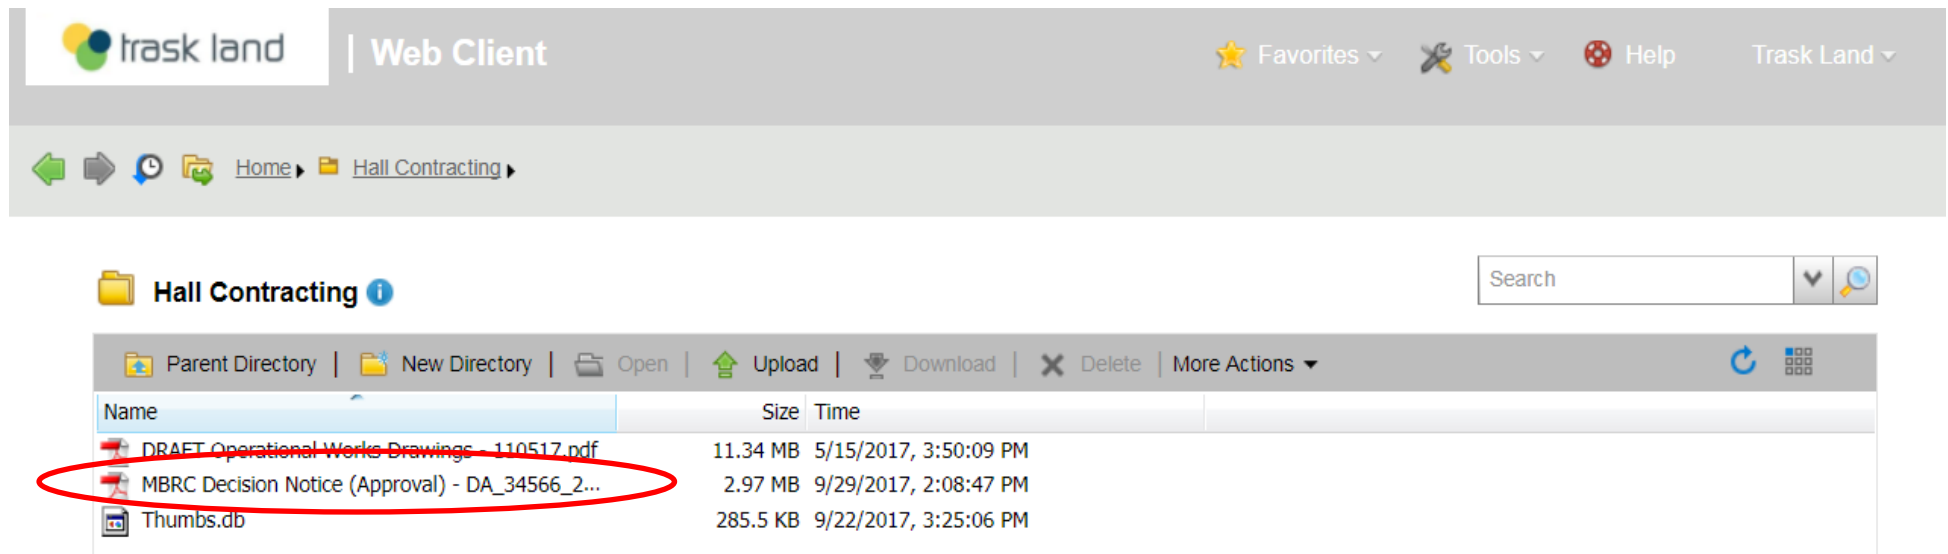 trask land | Web Client Favorites Tools Help Trask Land
Home Hall Contracting
Hall Contracting
Search
Parent Directory | New Directory | Open | Upload | Download | Delete | More Actions
Name Size Time
DRAFT Operational Works Drawings - 110517.pdf 11.34 MB 5/15/2017, 3:50:09 PM
MBRC Decision Notice (Approval) - DA_34566_2... 2.97 MB 9/29/2017, 2:08:47 PM
Thumbs.db 285.5 KB 9/22/2017, 3:25:06 PM